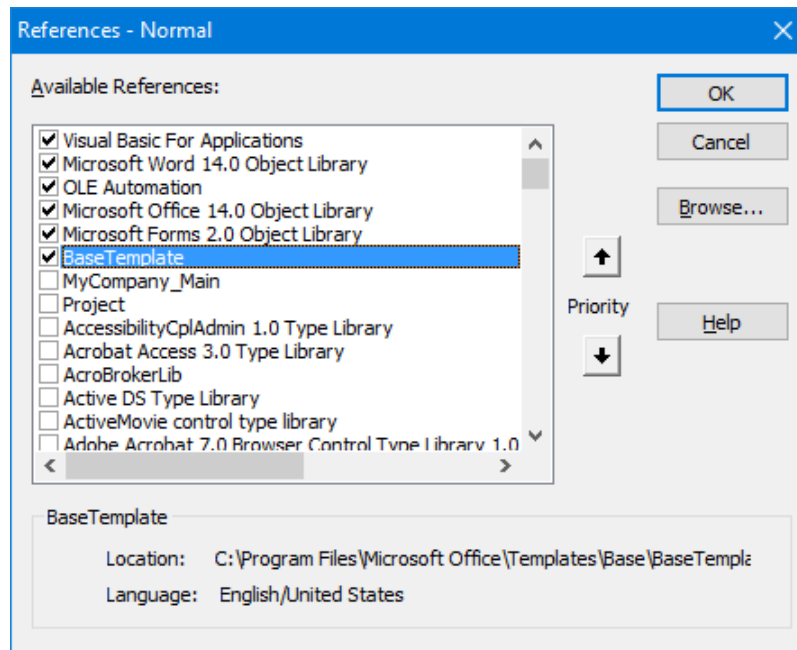 References - Normal
Available References:
Visual Basic For Applications
Microsoft Word 14.0 Object Library
OLE Automation
Microsoft Office 14.0 Object Library
Microsoft Forms 2.0 Object Library
BaseTemplate
MyCompany_Main
Project
AccessibilityCplAdmin 1.0 Type Library
Acrobat Access 3.0 Type Library
AcroBrokerLib
Active DS Type Library
ActiveMovie control type library
Adobe Acrobat 7.0 Browser Control Type Library 1.0
Priority
OK
Cancel
Browse...
Help
BaseTemplate
Location: C:\Program Files\Microsoft Office\Templates\Base\BaseTempla
Language: English/United States